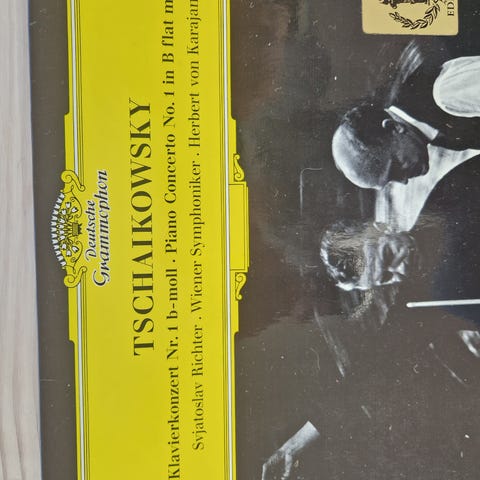 Deutsche
Grammophon
TSCHAIKOWSKY
Klavierkonzert Nr. 1 b-moll . Piano Concerto No. 1 in B flat m
Svjatoslav Richter . Wiener Symphoniker . Herbert von Karajan